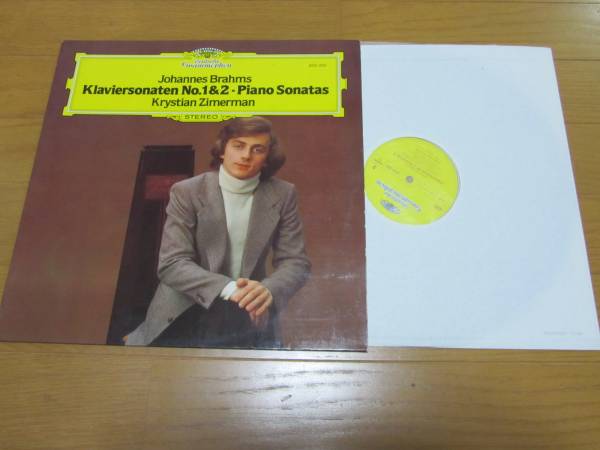 Deutsche
Grammophon
Johannes Brahms
Klaviersonaten No.1&2 · Piano Sonatas
Krystian Zimerman
STEREO